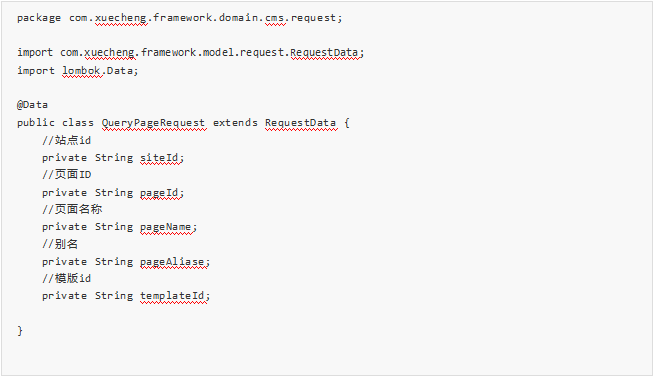 package com.xuecheng.framework.domain.cms.request;
import com.xuecheng.framework.model.request.RequestData;
import lombok.Data;
@Data
public class QueryPageRequest extends RequestData {
//站点id
private String siteId;
//页面ID
private String pageId;
//页面名称
private String pageName;
//别名
private String pageAliase;
//模版id
private String templateId;
}